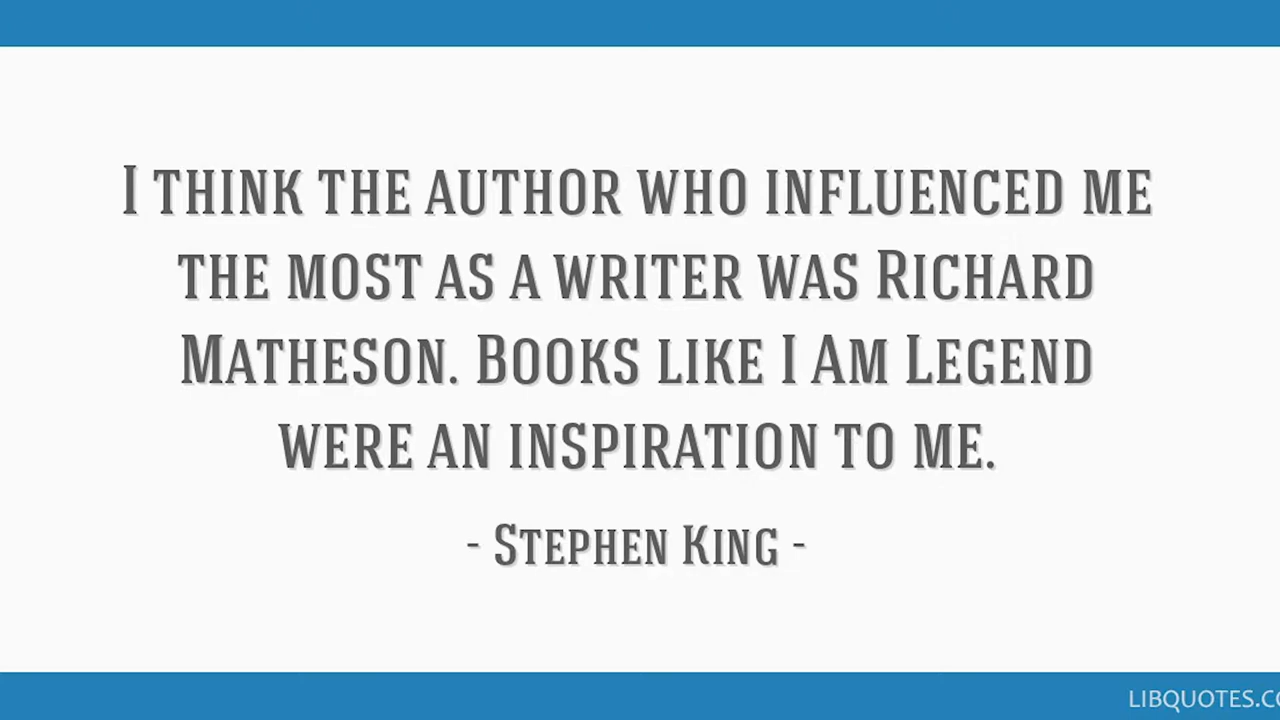 I think the author who influenced me
the most as a writer was Richard
Matheson. Books like I Am Legend
were an inspiration to me.
- Stephen King -
LIBQUOTES.CO